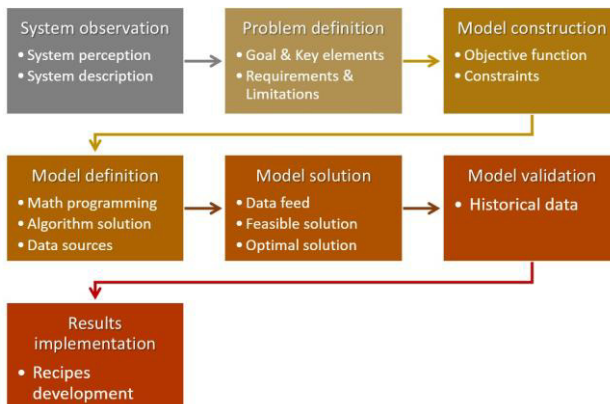 System observation
• System perception
• System description
Problem definition
• Goal & Key elements
• Requirements &
Limitations
Model construction
• Objective function
• Constraints
Model definition
• Math programming
• Algorithm solution
• Data sources
Model solution
• Data feed
• Feasible solution
• Optimal solution
Model validation
• Historical data
Results
implementation
• Recipes
development